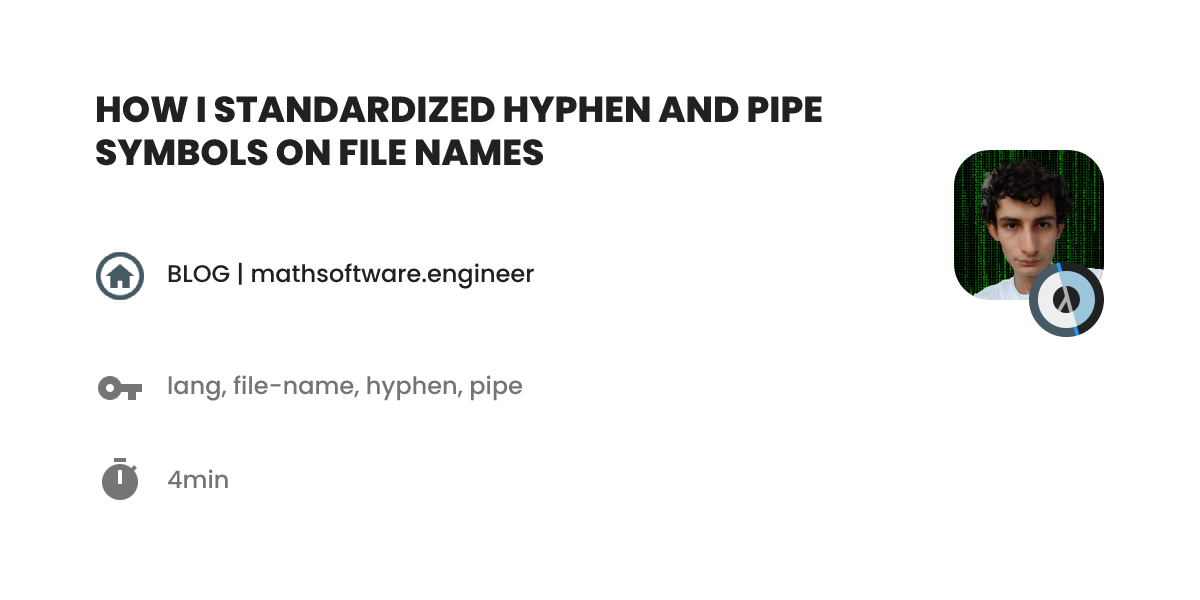 HOW I STANDARDIZED HYPHEN AND PIPE
SYMBOLS ON FILE NAMES
BLOG | mathsoftware.engineer
lang, file-name, hyphen, pipe
4min